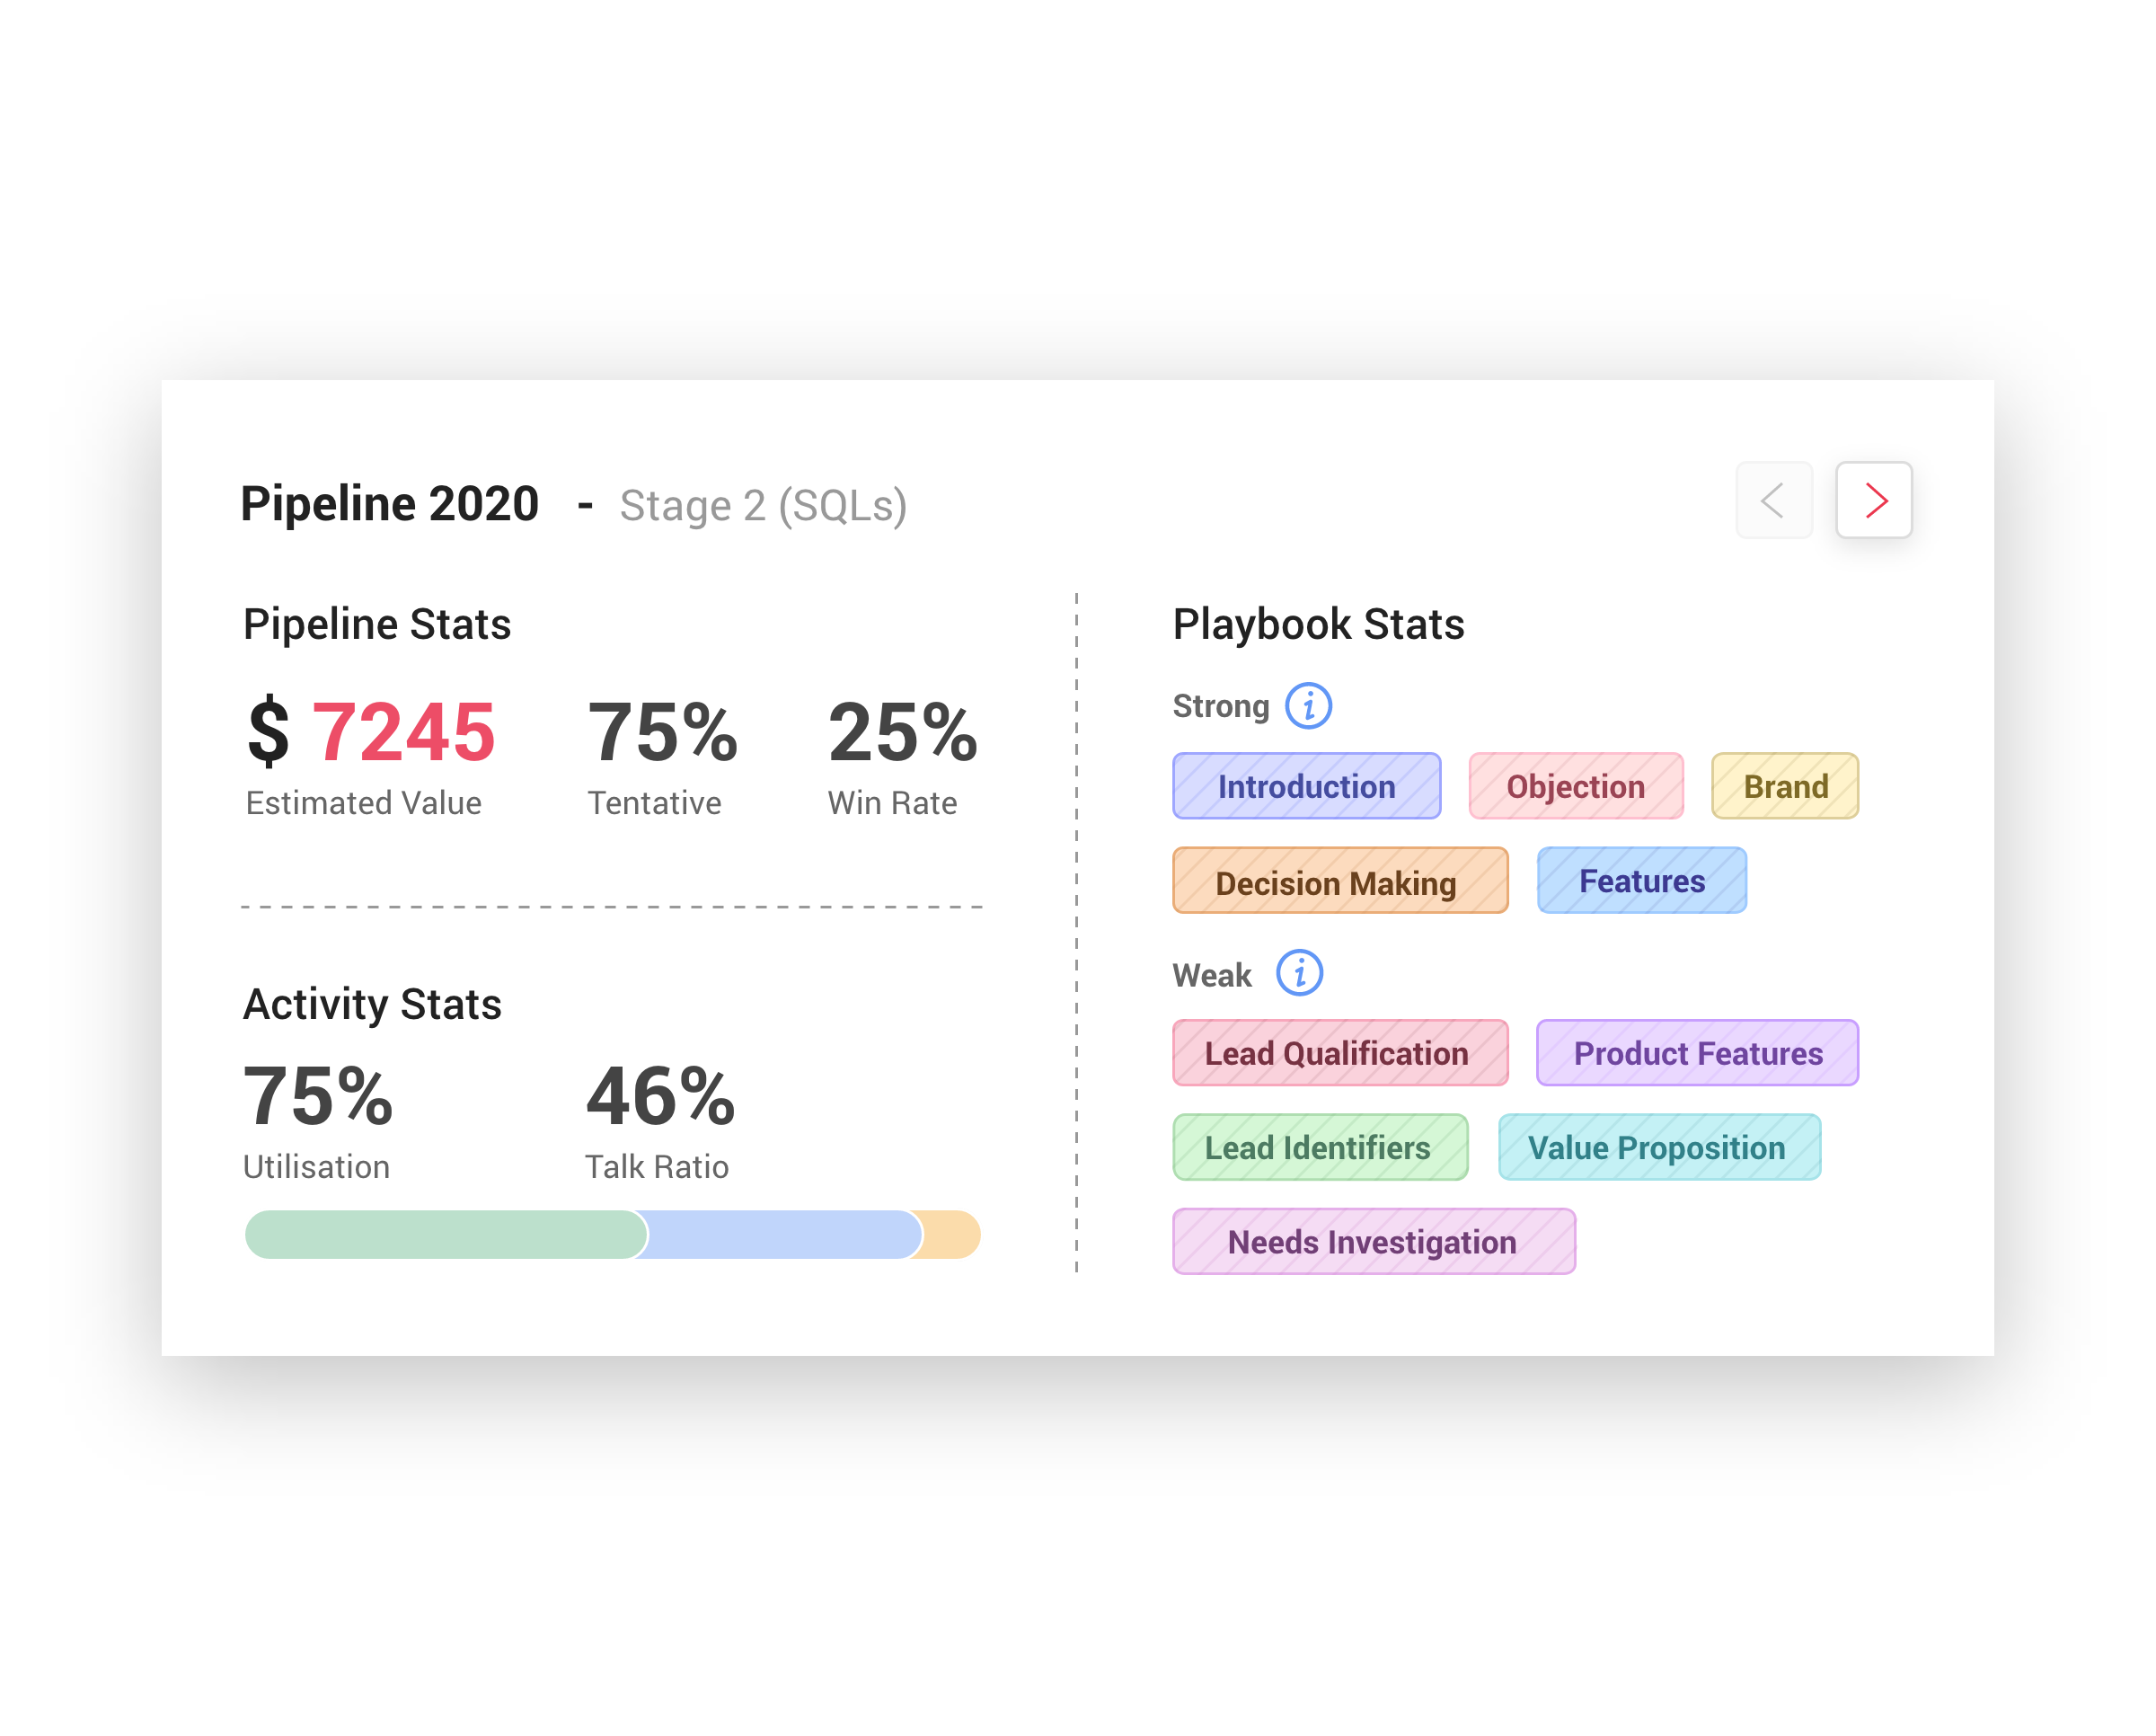 Pipeline 2020 - Stage 2 (SQLs)
Pipeline Stats
$ 7245 75% 25%
Estimated Value Tentative Win Rate
Activity Stats
75% 46%
Utilisation Talk Ratio
Playbook Stats
Strong i
Introduction Objection Brand
Decision Making Features
Weak i
Lead Qualification Product Features
Lead Identifiers Value Proposition
Needs Investigation